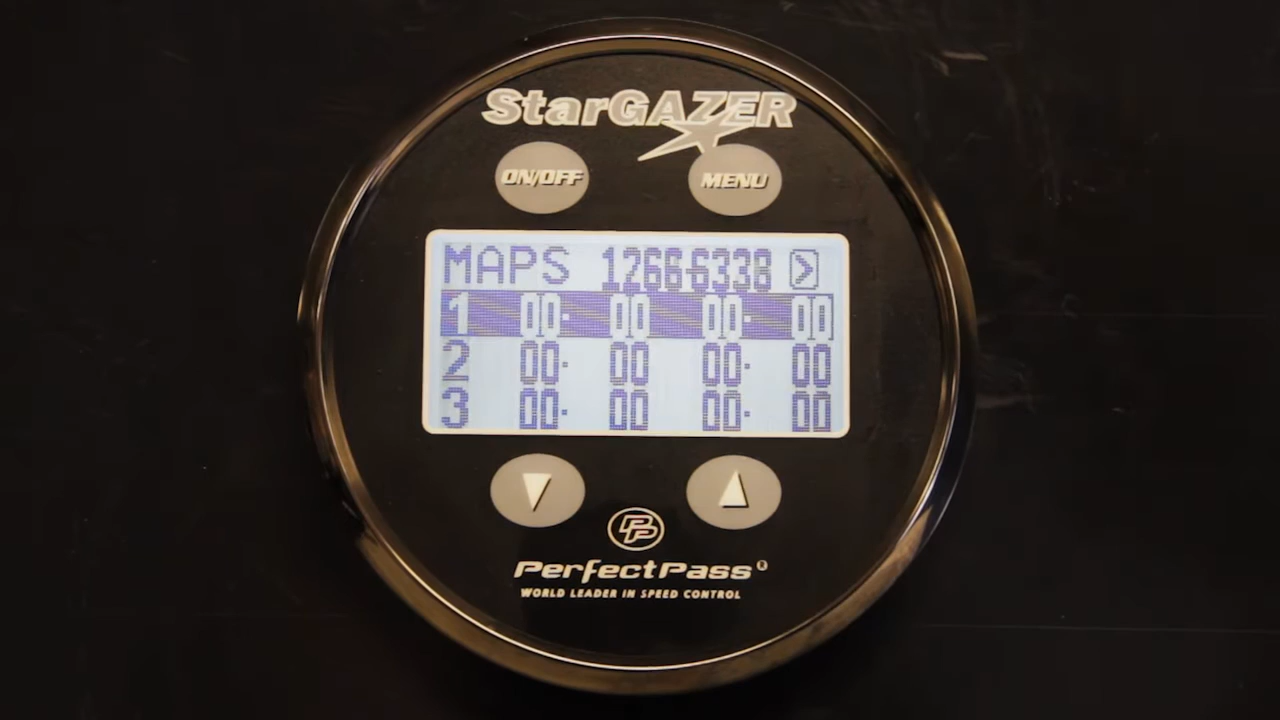 StarGAZER
ON/OFF MENU
MAPS 1266-6338 >
1 00· 00 00· 00
2 00· 00 00· 00
3 00· 00 00· 00
PP
PerfectPass®
WORLD LEADER IN SPEED CONTROL